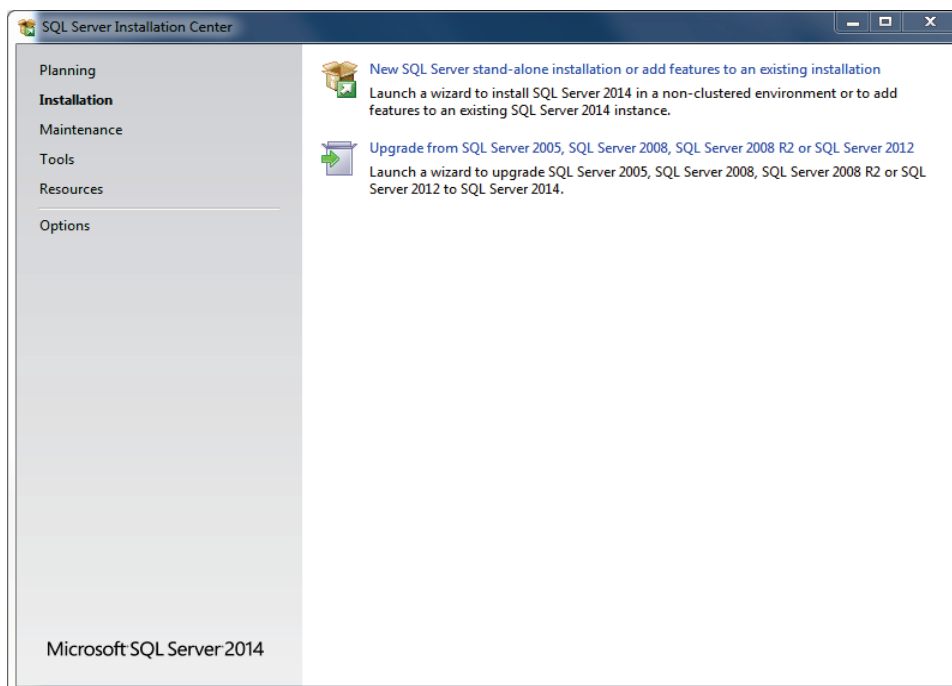 SQL Server Installation Center
Planning
Installation
Maintenance
Tools
Resources
Options
New SQL Server stand-alone installation or add features to an existing installation
Launch a wizard to install SQL Server 2014 in a non-clustered environment or to add
features to an existing SQL Server 2014 instance.
Upgrade from SQL Server 2005, SQL Server 2008, SQL Server 2008 R2 or SQL Server 2012
Launch a wizard to upgrade SQL Server 2005, SQL Server 2008, SQL Server 2008 R2 or SQL
Server 2012 to SQL Server 2014.
Microsoft SQL Server 2014